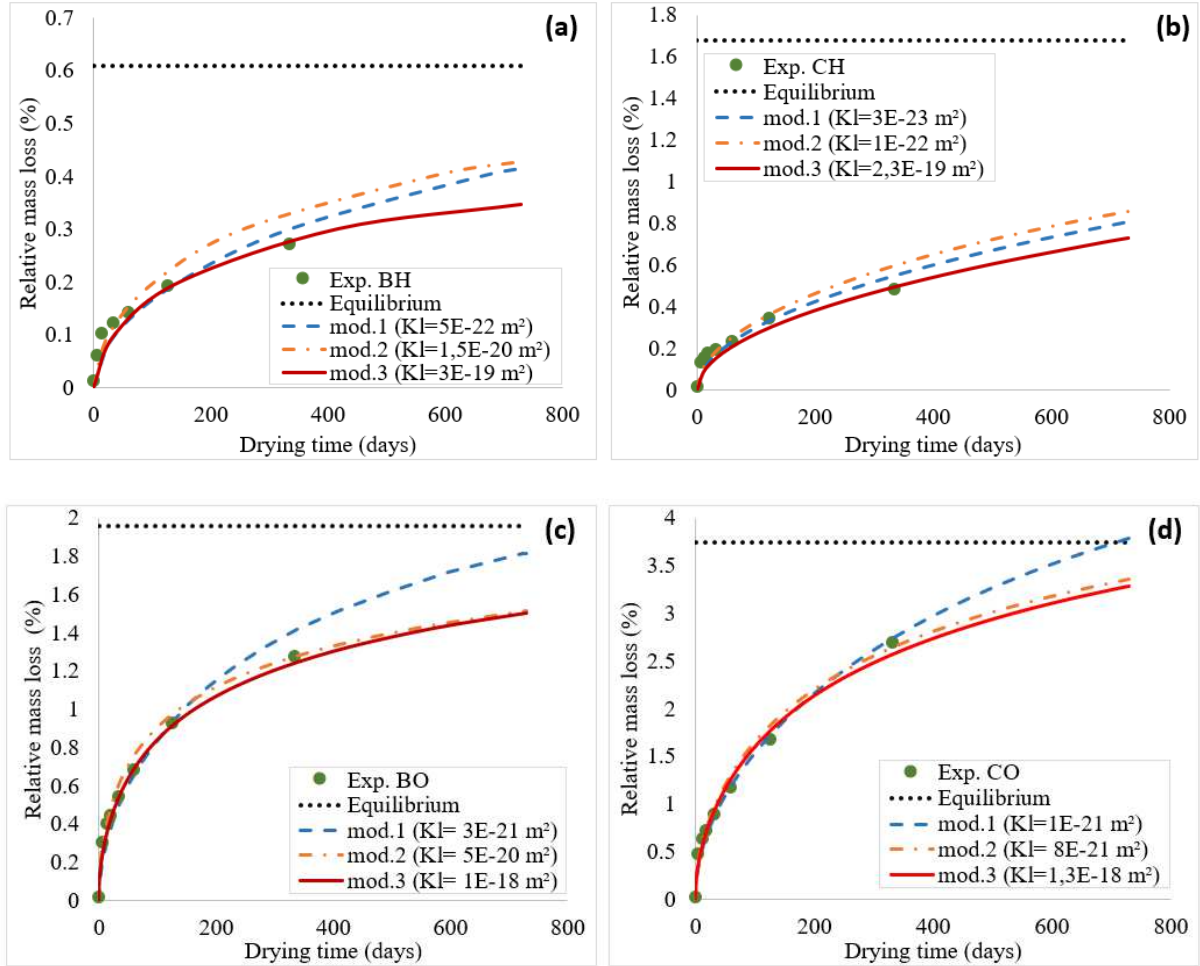 (a)
Relative mass loss (%)
0.7
0.6
0.5
0.4
0.3
0.2
0.1
0
Exp. BH
Equilibrium
mod.1 (Kl=5E-22 m²)
mod.2 (Kl=1,5E-20 m²)
mod.3 (Kl=3E-19 m²)
0 200 400 600 800
Drying time (days)
(b)
Relative mass loss (%)
1.8
1.6
1.4
1.2
1
0.8
0.6
0.4
0.2
0
Exp. CH
Equilibrium
mod.1 (Kl=3E-23 m²)
mod.2 (Kl=1E-22 m²)
mod.3 (Kl=2,3E-19 m²)
0 200 400 600 800
Drying time (days)
(c)
Relative mass loss (%)
2
1.8
1.6
1.4
1.2
1
0.8
0.6
0.4
0.2
0
Exp. BO
Equilibrium
mod.1 (Kl= 3E-21 m²)
mod.2 (Kl= 5E-20 m²)
mod.3 (Kl= 1E-18 m²)
0 200 400 600 800
Drying time (days)
(d)
Relative mass loss (%)
4
3.5
3
2.5
2
1.5
1
0.5
0
Exp. CO
Equilibrium
mod.1 (Kl=1E-21 m²)
mod.2 (Kl= 8E-21 m²)
mod.3 (Kl=1,3E-18 m²)
0 200 400 600 800
Drying time (days)